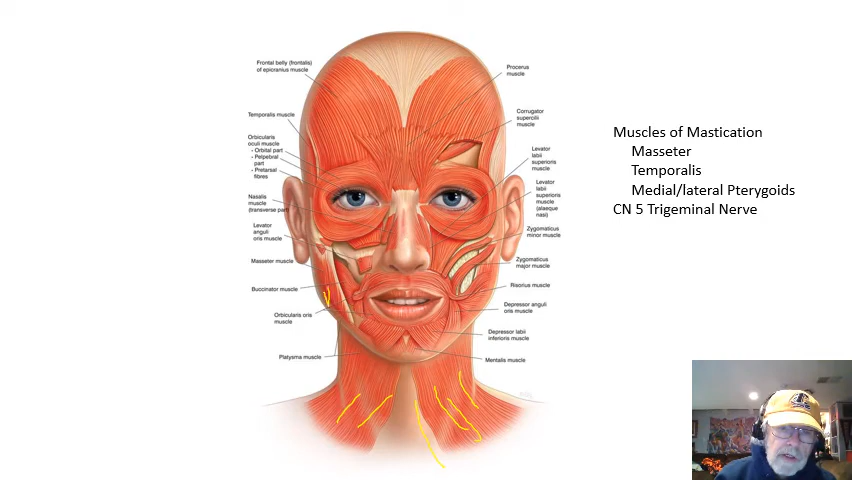 Frontal belly (frontalis)
of epicranius muscle
Temporalis muscle
Orbicularis
oculi muscle
- Orbital part
- Pelpebral
part
- Pretarsal
fibres
Nasalis
muscle
(transverse part)
Levator
anguli
oris muscle
Masseter muscle
Buccinator muscle
Orbicularis oris
muscle
Platysma muscle
Procerus
muscle
Corrugator
supercilii
muscle
Levator
labii
superioris
muscle
Levator
labii
superioris
muscle
(alaeque
nasi)
Zygomaticus
minor muscle
Zygomaticus
major muscle
Risorius muscle
Depressor anguli
oris muscle
Depressor labii
inferioris muscle
Mentalis muscle
Muscles of Mastication
Masseter
Temporalis
Medial/lateral Pterygoids
CN 5 Trigeminal Nerve